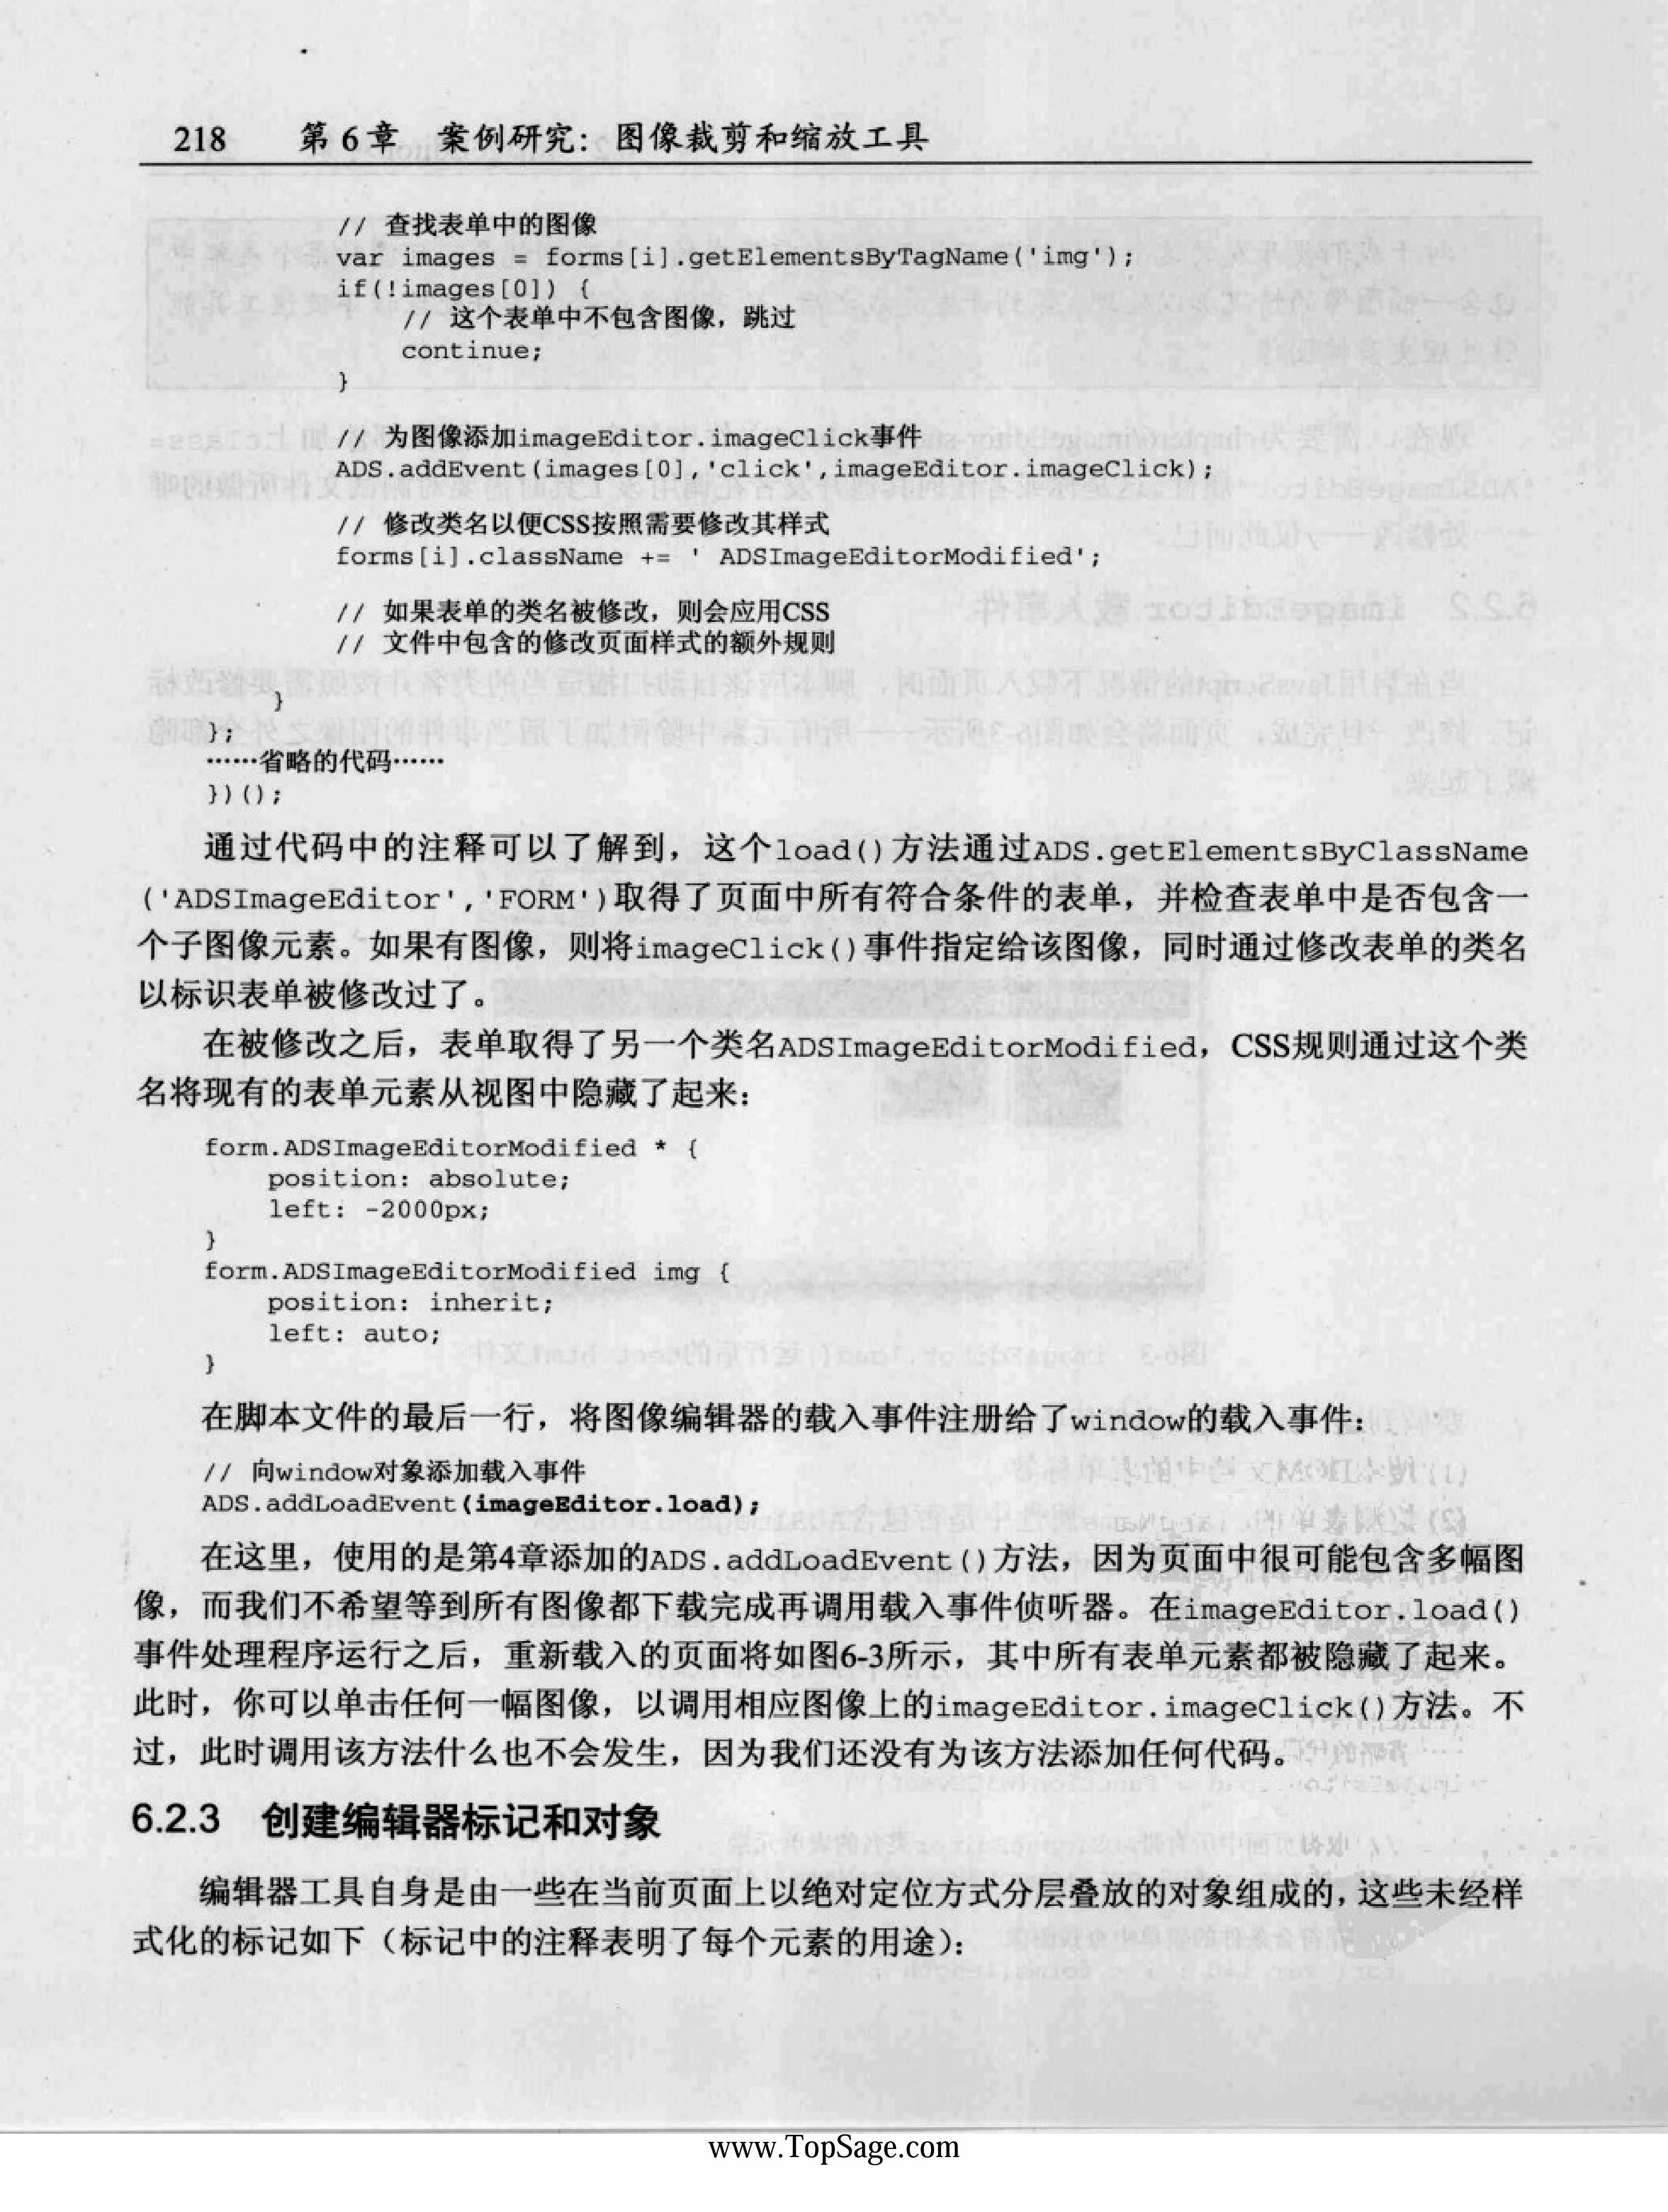 218 第 6 章 案例研究：图像裁剪和缩放工具
// 查找表单中的图像
var images = forms[i].getElementsByTagName('img');
if(!images[0]) {
// 这个表单中不包含图像，跳过
continue;
}
// 为图像添加imageEditor.imageClick事件
ADS.addEvent(images[0],'click',imageEditor.imageClick);
// 修改类名以便CSS按照需要修改其样式
forms[i].className += ' ADSImageEditorModified';
// 如果表单的类名被修改，则会应用CSS
// 文件中包含的修改页面样式的额外规则
}
};
……省略的代码……
})();
通过代码中的注释可以了解到，这个load()方法通过ADS.getElementsByClassName
('ADSImageEditor','FORM')取得了页面中所有符合条件的表单，并检查表单中是否包含一
个子图像元素。如果有图像，则将imageClick()事件指定给该图像，同时通过修改表单的类名
以标识表单被修改过了。
在被修改之后，表单取得了另一个类名ADSImageEditorModified，CSS规则通过这个类
名将现有的表单元素从视图中隐藏了起来：
form.ADSImageEditorModified * {
position: absolute;
left: -2000px;
}
form.ADSImageEditorModified img {
position: inherit;
left: auto;
}
在脚本文件的最后一行，将图像编辑器的载入事件注册给了window的载入事件：
// 向window对象添加载入事件
ADS.addLoadEvent(imageEditor.load);
在这里，使用的是第4章添加的ADS.addLoadEvent()方法，因为页面中很可能包含多幅图
像，而我们不希望等到所有图像都下载完成再调用载入事件侦听器。在imageEditor.load()
事件处理程序运行之后，重新载入的页面将如图6-3所示，其中所有表单元素都被隐藏了起来。
此时，你可以单击任何一幅图像，以调用相应图像上的imageEditor.imageClick()方法。不
过，此时调用该方法什么也不会发生，因为我们还没有为该方法添加任何代码。
6.2.3 创建编辑器标记和对象
编辑器工具自身是由一些在当前页面上以绝对定位方式分层叠放的对象组成的，这些未经样
式化的标记如下（标记中的注释表明了每个元素的用途）：
www.TopSage.com